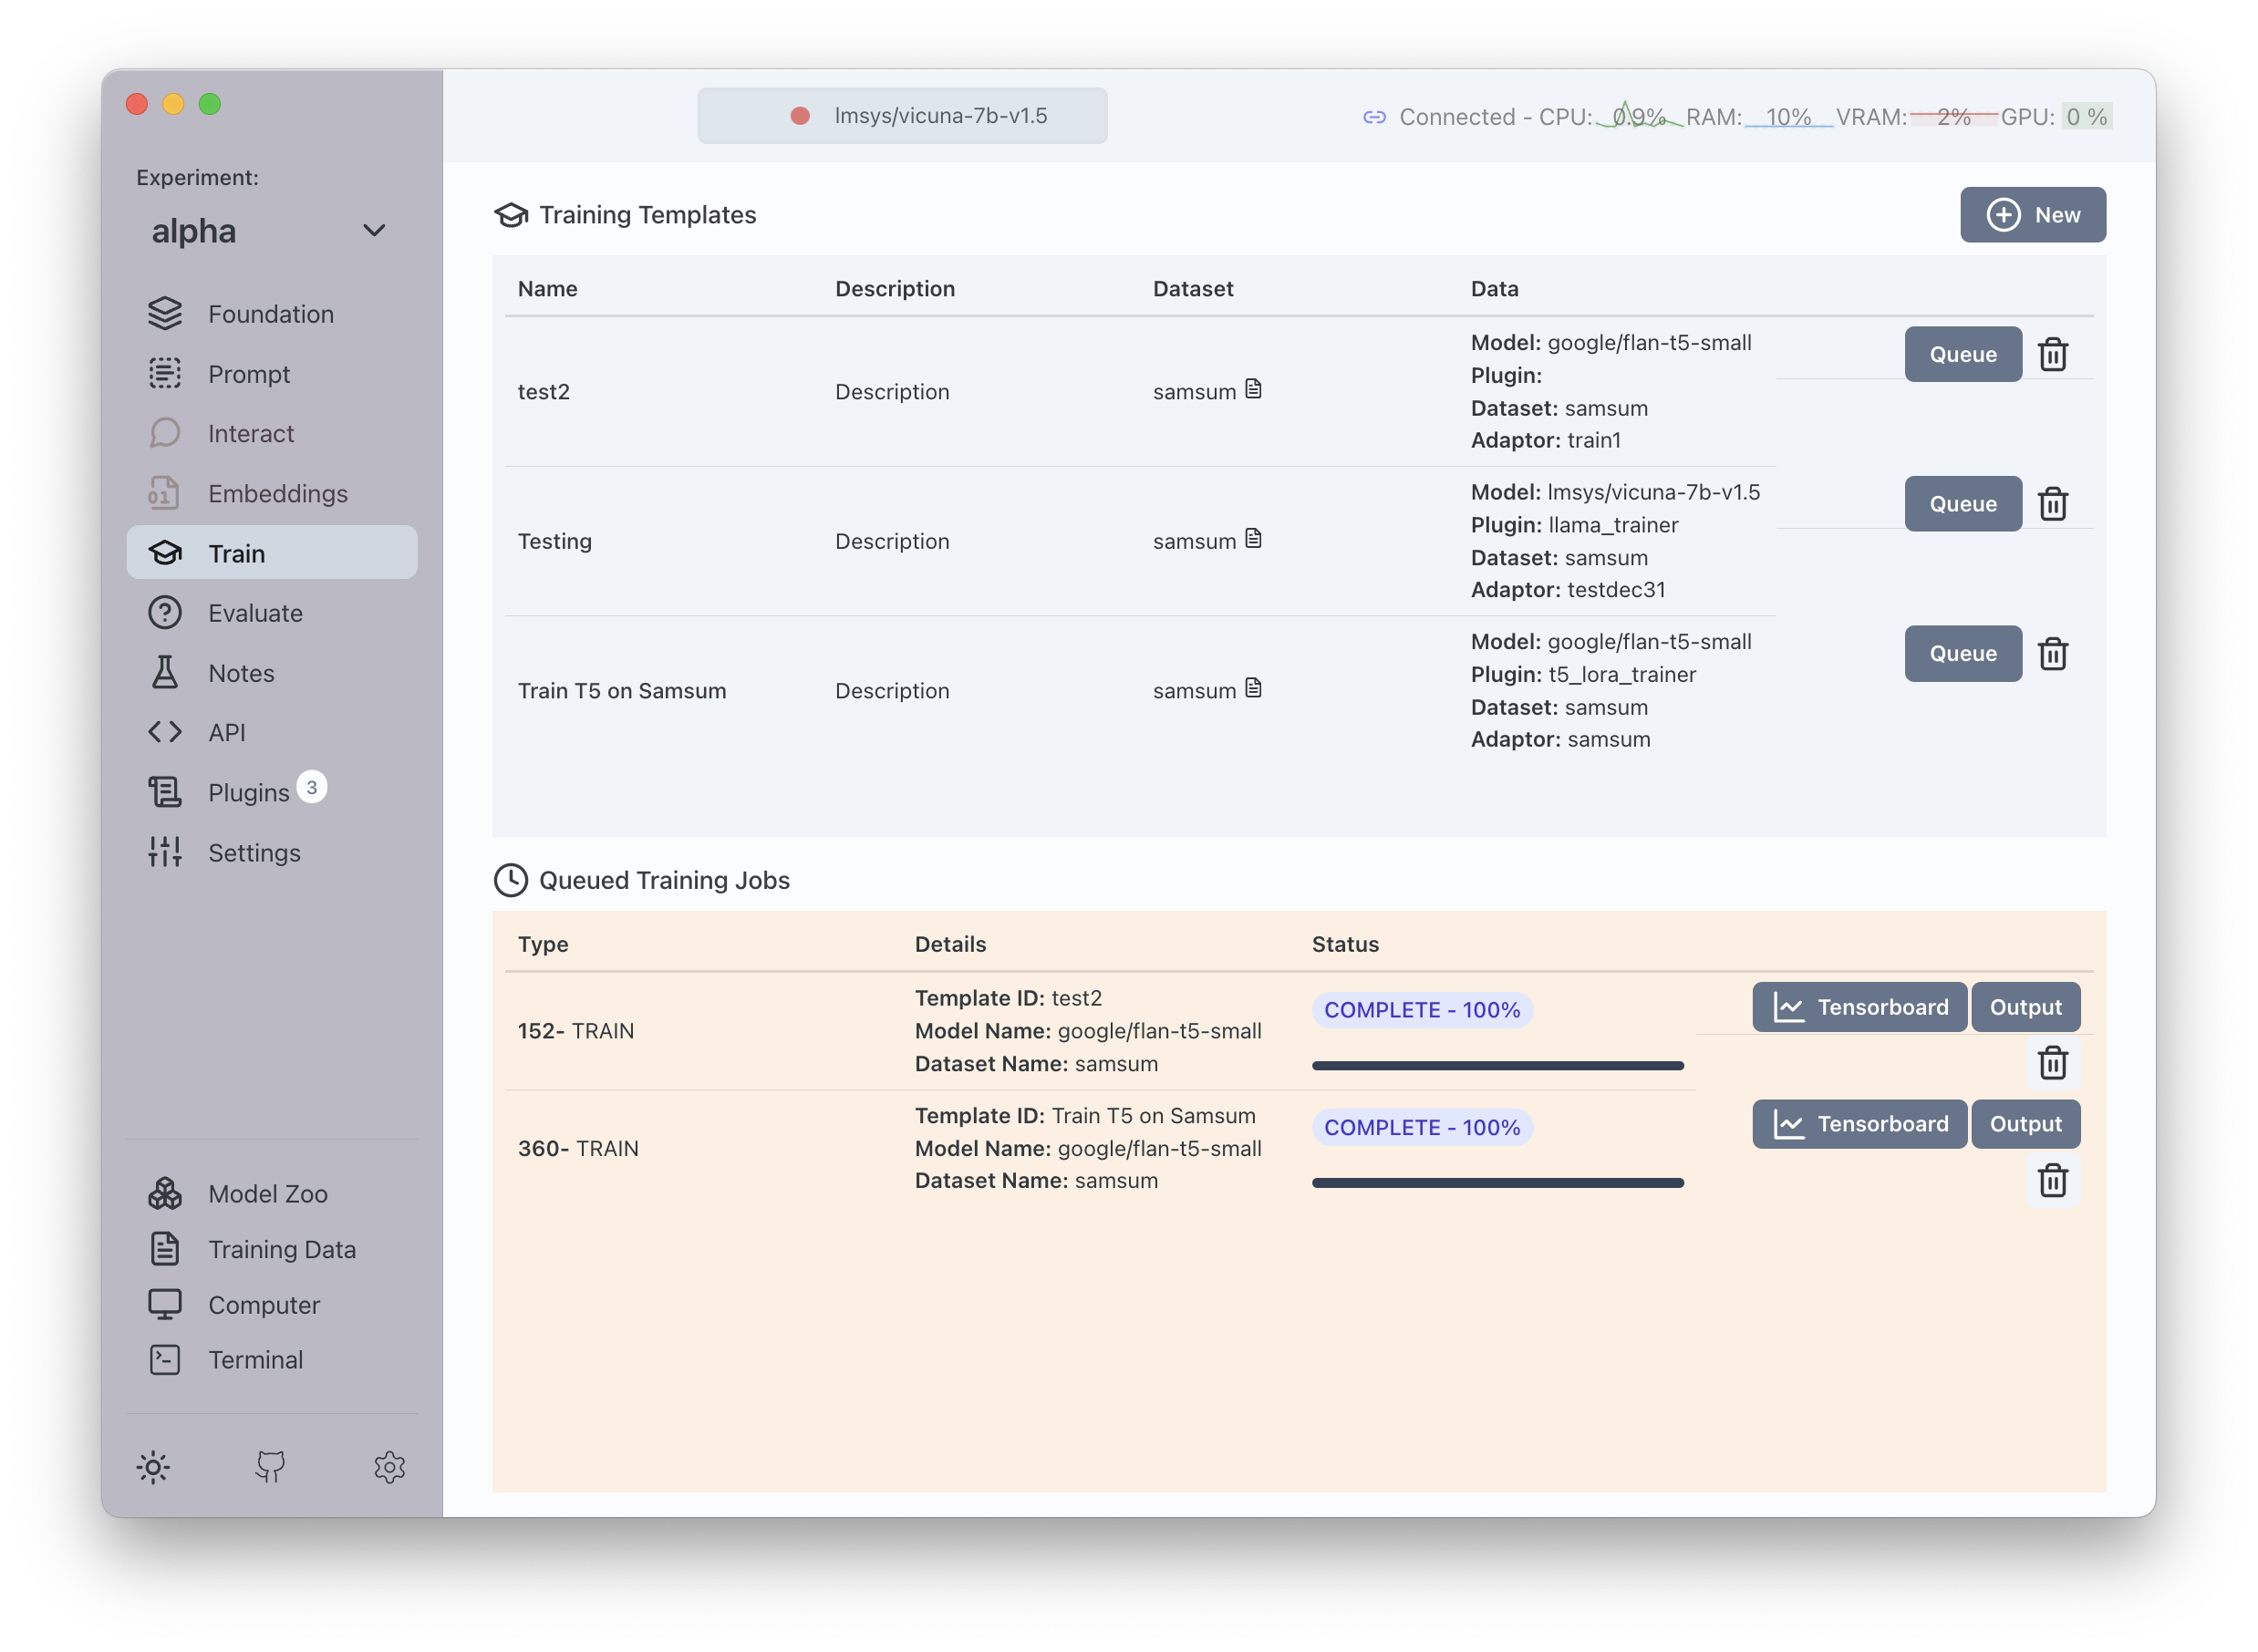 lmsys/vicuna-7b-v1.5
Connected - CPU: 0.9% RAM: 10% VRAM: 2% GPU: 0 %
Experiment:
alpha
Foundation
Prompt
Interact
Embeddings
Train
Evaluate
Notes
API
Plugins 3
Settings
Model Zoo
Training Data
Computer
Terminal
Training Templates
New
Name Description Dataset Data
test2 Description samsum
Model: google/flan-t5-small
Plugin:
Dataset: samsum
Adaptor: train1
Queue
Testing Description samsum
Model: lmsys/vicuna-7b-v1.5
Plugin: llama_trainer
Dataset: samsum
Adaptor: testdec31
Queue
Train T5 on Samsum Description samsum
Model: google/flan-t5-small
Plugin: t5_lora_trainer
Dataset: samsum
Adaptor: samsum
Queue
Queued Training Jobs
Type Details Status
152- TRAIN
Template ID: test2
Model Name: google/flan-t5-small
Dataset Name: samsum
COMPLETE - 100%
Tensorboard Output
360- TRAIN
Template ID: Train T5 on Samsum
Model Name: google/flan-t5-small
Dataset Name: samsum
COMPLETE - 100%
Tensorboard Output